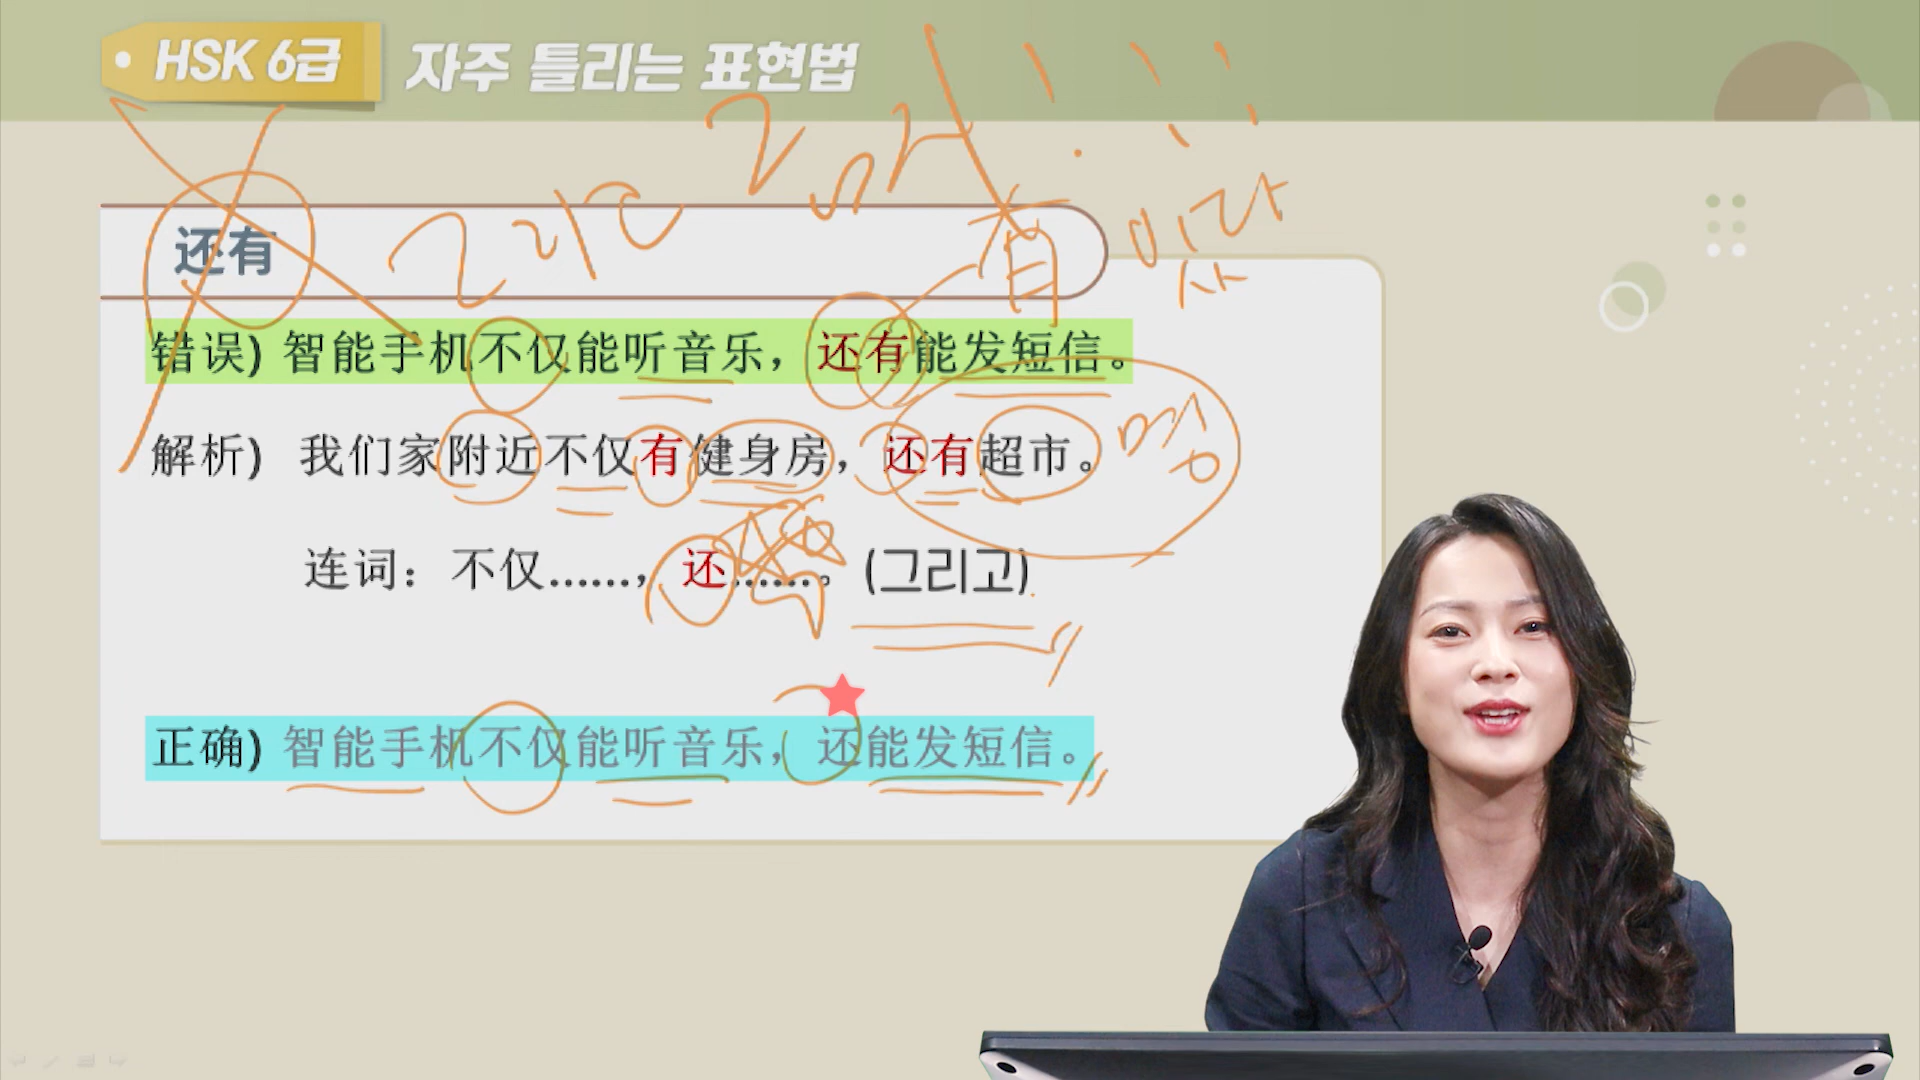 HSK 6급 자주 틀리는 표현법
还有
错误) 智能手机不仅能听音乐，还有能发短信。
解析) 我们家附近不仅有健身房，还有超市。
连词：不仅……，还……。(그리고)
正确) 智能手机不仅能听音乐，还能发短信。
有